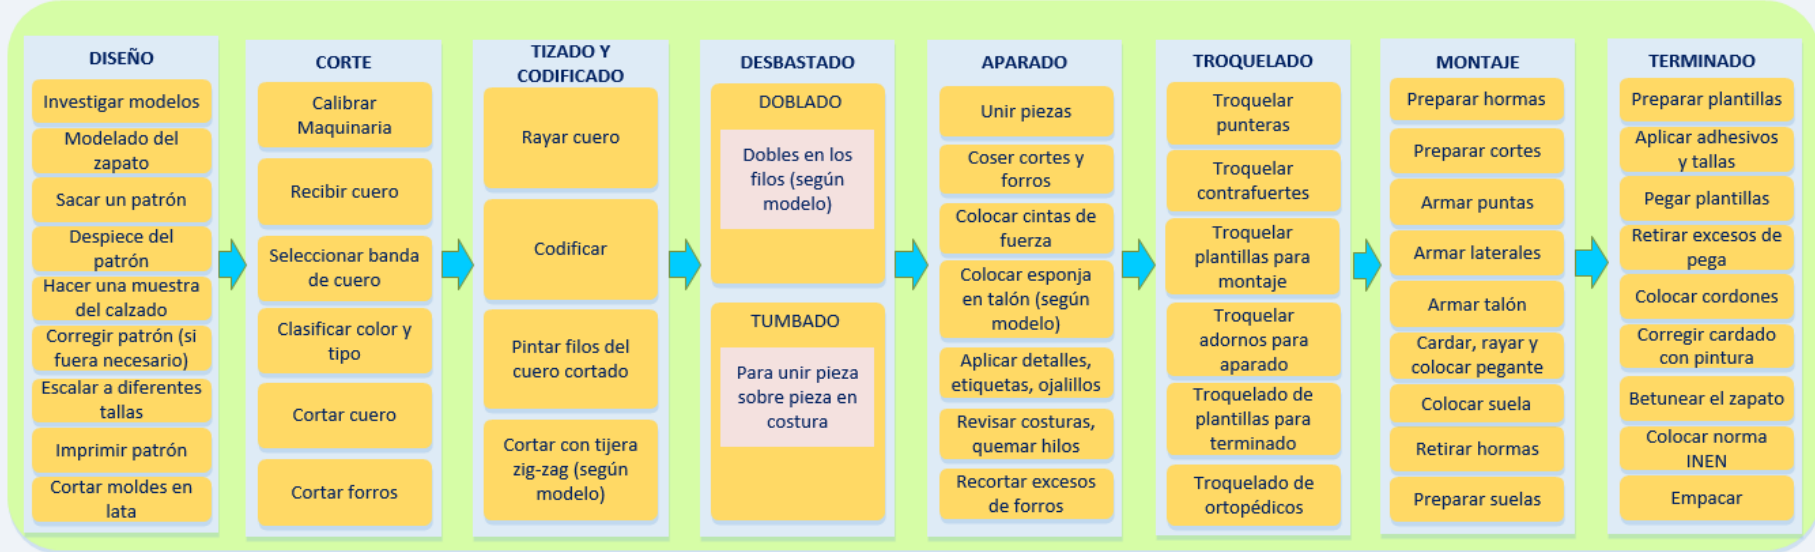 DISEÑO
Investigar modelos
Modelado del
zapato
Sacar un patrón
Despiece del
patrón
Hacer una muestra
del calzado
Corregir patrón (si
fuera necesario)
Escalar a diferentes
tallas
Imprimir patrón
Cortar moldes en
lata
CORTE
Calibrar
Maquinaria
Recibir cuero
Seleccionar banda
de cuero
Clasificar color y
tipo
Cortar cuero
Cortar forros
TIZADO Y
CODIFICADO
Rayar cuero
Codificar
Pintar filos del
cuero cortado
Cortar con tijera
zig-zag (según
modelo)
DESBASTADO
DOBLADO
Dobles en los
filos (según
modelo)
TUMBADO
Para unir pieza
sobre pieza en
costura
APARADO
Unir piezas
Coser cortes y
forros
Colocar cintas de
fuerza
Colocar esponja
en talón (según
modelo)
Aplicar detalles,
etiquetas, ojalillos
Revisar costuras,
quemar hilos
Recortar excesos
de forros
TROQUELADO
Troquelar
punteras
Troquelar
contrafuertes
Troquelar
plantillas para
montaje
Troquelar
adornos para
aparado
Troquelado de
plantillas para
terminado
Troquelado de
ortopédicos
MONTAJE
Preparar hormas
Preparar cortes
Armar puntas
Armar laterales
Armar talón
Cardar, rayar y
colocar pegante
Colocar suela
Retirar hormas
Preparar suelas
TERMINADO
Preparar plantillas
Aplicar adhesivos
y tallas
Pegar plantillas
Retirar excesos de
pega
Colocar cordones
Corregir cardado
con pintura
Betunear el zapato
Colocar norma
INEN
Empacar